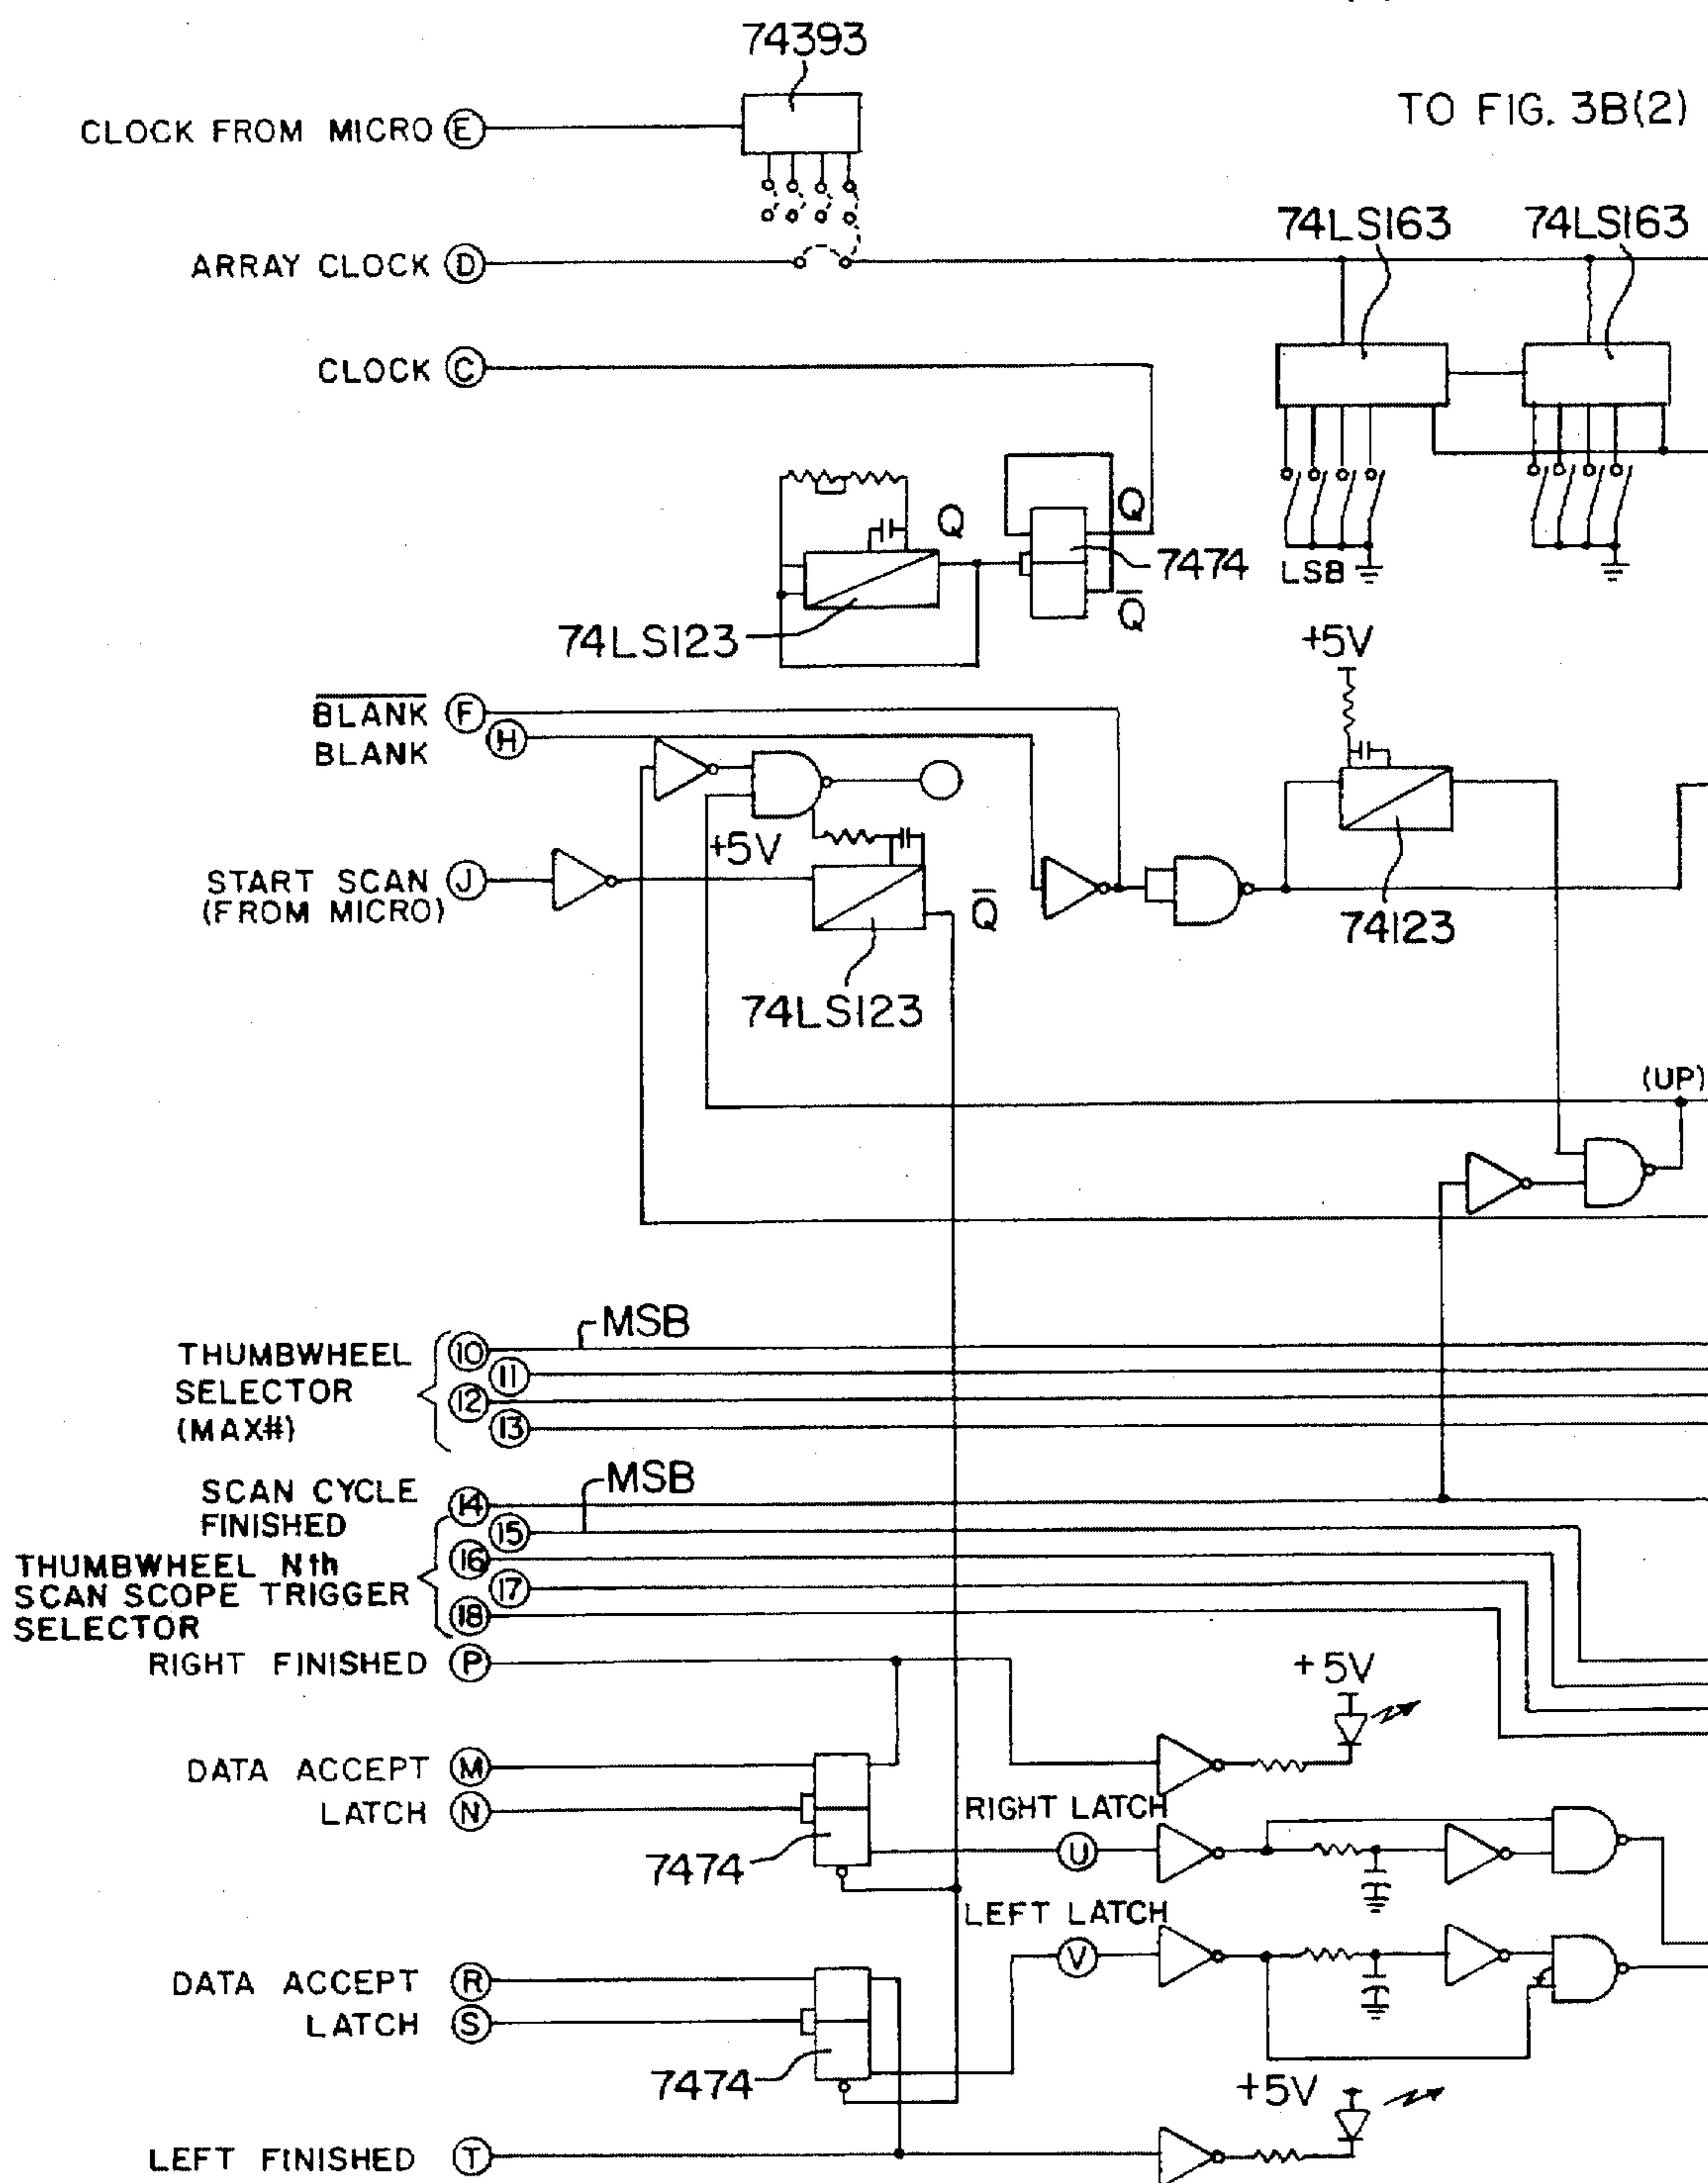 74393
CLOCK FROM MICRO E
TO FIG. 3B(2)
74LS163 74LS163
ARRAY CLOCK D
CLOCK C
Q
Q
7474
LSB
Q̅
74LS123
+5V
B̅L̅A̅N̅K̅ F
BLANK H
+5V
START SCAN J
(FROM MICRO)
Q̅
74123
74LS123
(UP)
MSB
THUMBWHEEL 10
SELECTOR 11
12
(MAX#) 13
MSB
SCAN CYCLE 14
FINISHED 15
THUMBWHEEL Nth 16
SCAN SCOPE TRIGGER 17
SELECTOR 18
RIGHT FINISHED P
+5V
DATA ACCEPT M
LATCH N
RIGHT LATCH
U
7474
LEFT LATCH
V
DATA ACCEPT R
LATCH S
7474
+5V
LEFT FINISHED T